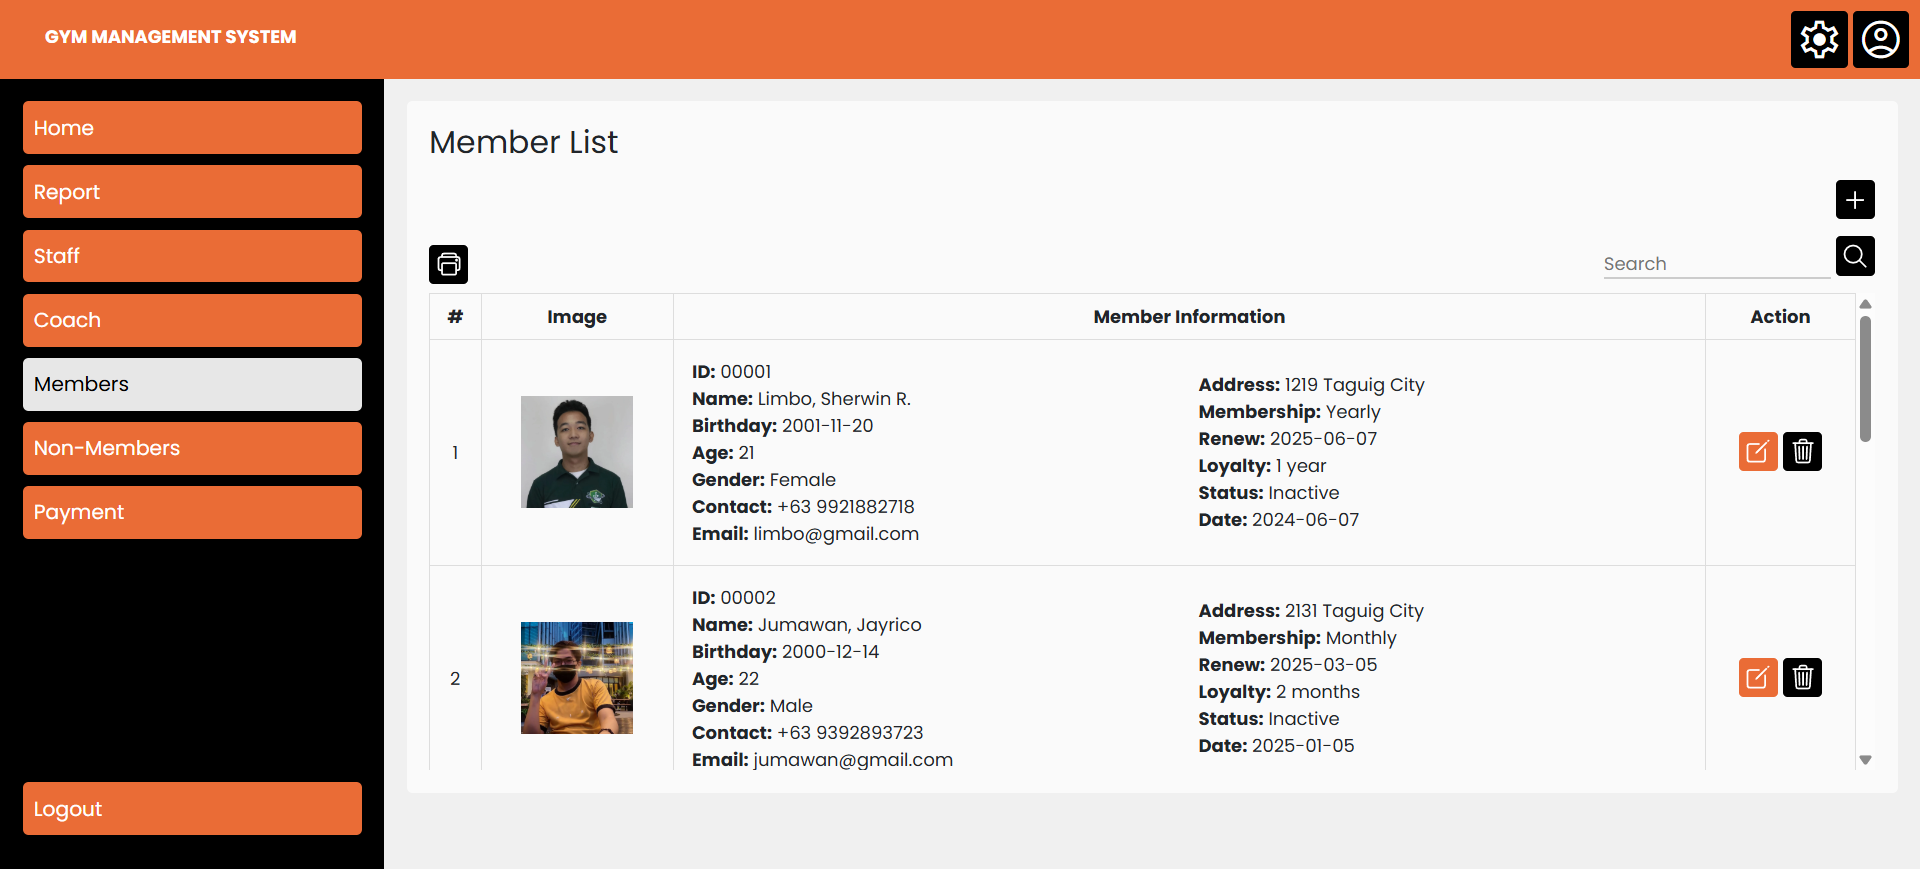 GYM MANAGEMENT SYSTEM
Home
Report
Staff
Coach
Members
Non-Members
Payment
Logout
Member List
Search
# Image Member Information Action
1
ID: 00001
Name: Limbo, Sherwin R.
Birthday: 2001-11-20
Age: 21
Gender: Female
Contact: +63 9921882718
Email: limbo@gmail.com
Address: 1219 Taguig City
Membership: Yearly
Renew: 2025-06-07
Loyalty: 1 year
Status: Inactive
Date: 2024-06-07
2
ID: 00002
Name: Jumawan, Jayrico
Birthday: 2000-12-14
Age: 22
Gender: Male
Contact: +63 9392893723
Email: jumawan@gmail.com
Address: 2131 Taguig City
Membership: Monthly
Renew: 2025-03-05
Loyalty: 2 months
Status: Inactive
Date: 2025-01-05